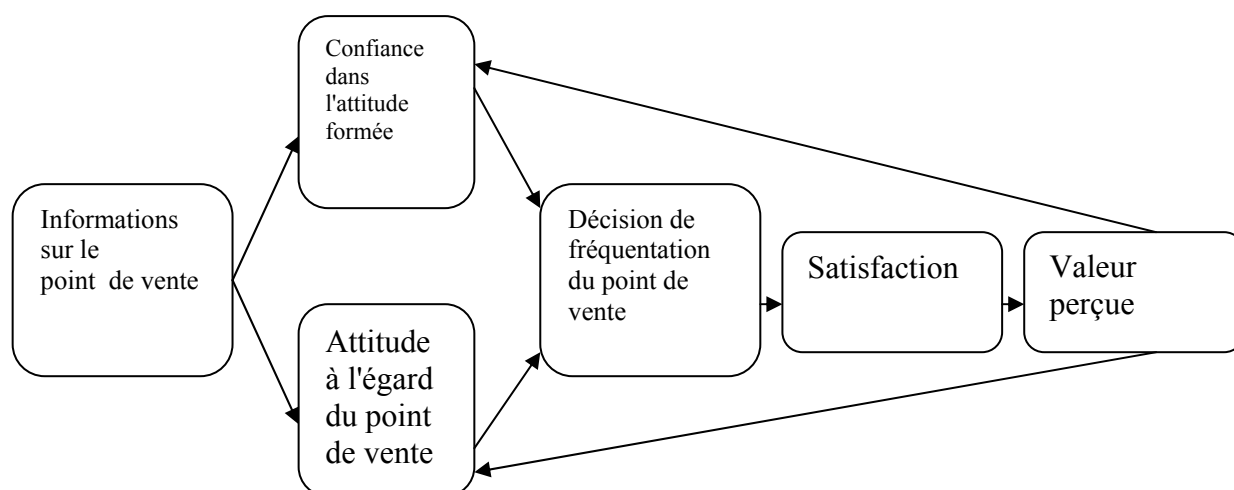 Confiance
dans
l'attitude
formée
Informations
sur le
point de vente
Décision de
fréquentation
du point de
vente
Satisfaction
Valeur
perçue
Attitude
à l'égard
du point
de vente